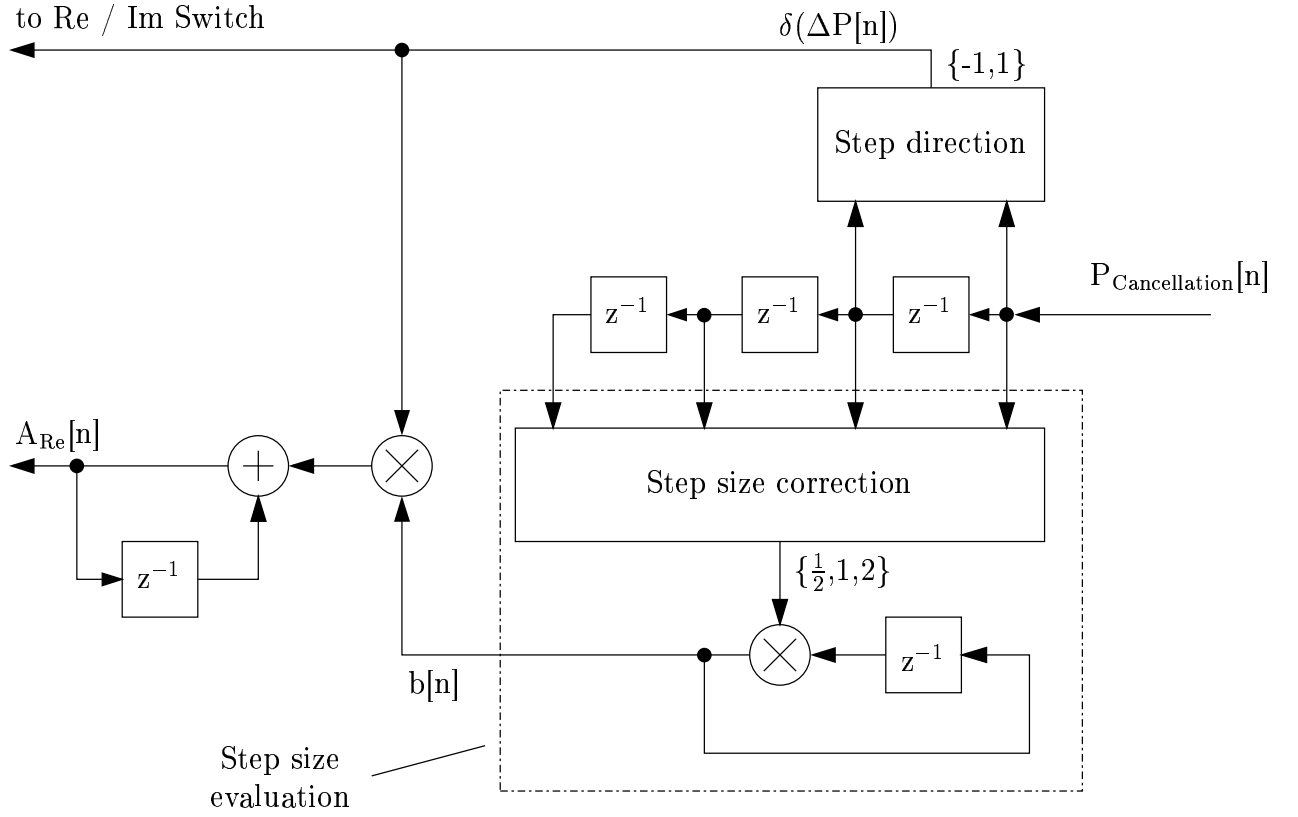 to Re / Im Switch
δ(ΔP[n])
{-1,1}
Step direction
P_Cancellation[n]
z⁻¹
z⁻¹
z⁻¹
A_Re[n]
Step size correction
z⁻¹
{½,1,2}
z⁻¹
b[n]
Step size
evaluation